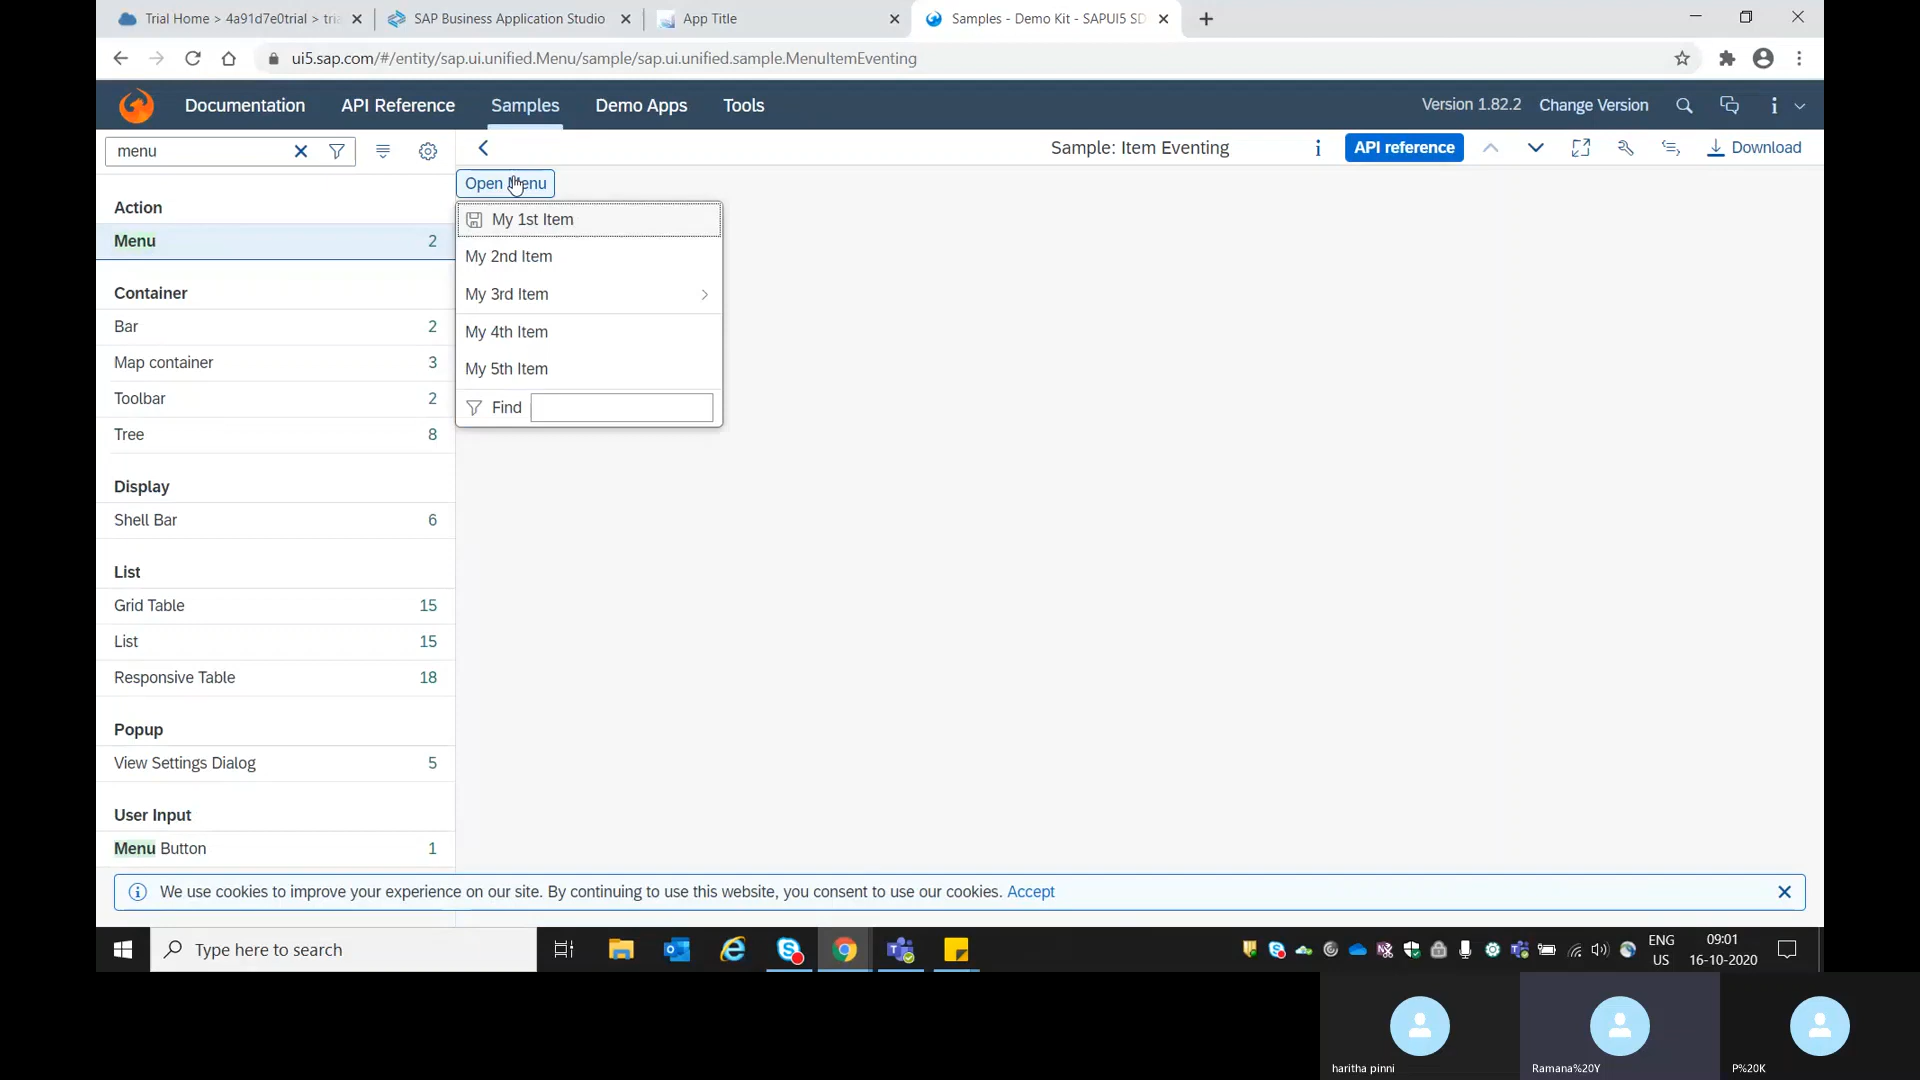 Trial Home > 4a91d7e0trial > tria
SAP Business Application Studio
App Title
Samples - Demo Kit - SAPUI5 SD
ui5.sap.com/#/entity/sap.ui.unified.Menu/sample/sap.ui.unified.sample.MenuItemEventing
Documentation
API Reference
Samples
Demo Apps
Tools
Version 1.82.2
Change Version
menu
Sample: Item Eventing
API reference
Download
Action
Menu 2
Container
Bar 2
Map container 3
Toolbar 2
Tree 8
Display
Shell Bar 6
List
Grid Table 15
List 15
Responsive Table 18
Popup
View Settings Dialog 5
User Input
Menu Button 1
Open Menu
My 1st Item
My 2nd Item
My 3rd Item
My 4th Item
My 5th Item
Find
We use cookies to improve your experience on our site. By continuing to use this website, you consent to use our cookies. Accept
Type here to search
ENG
US
09:01
16-10-2020
haritha pinni
Ramana%20Y
P%20K